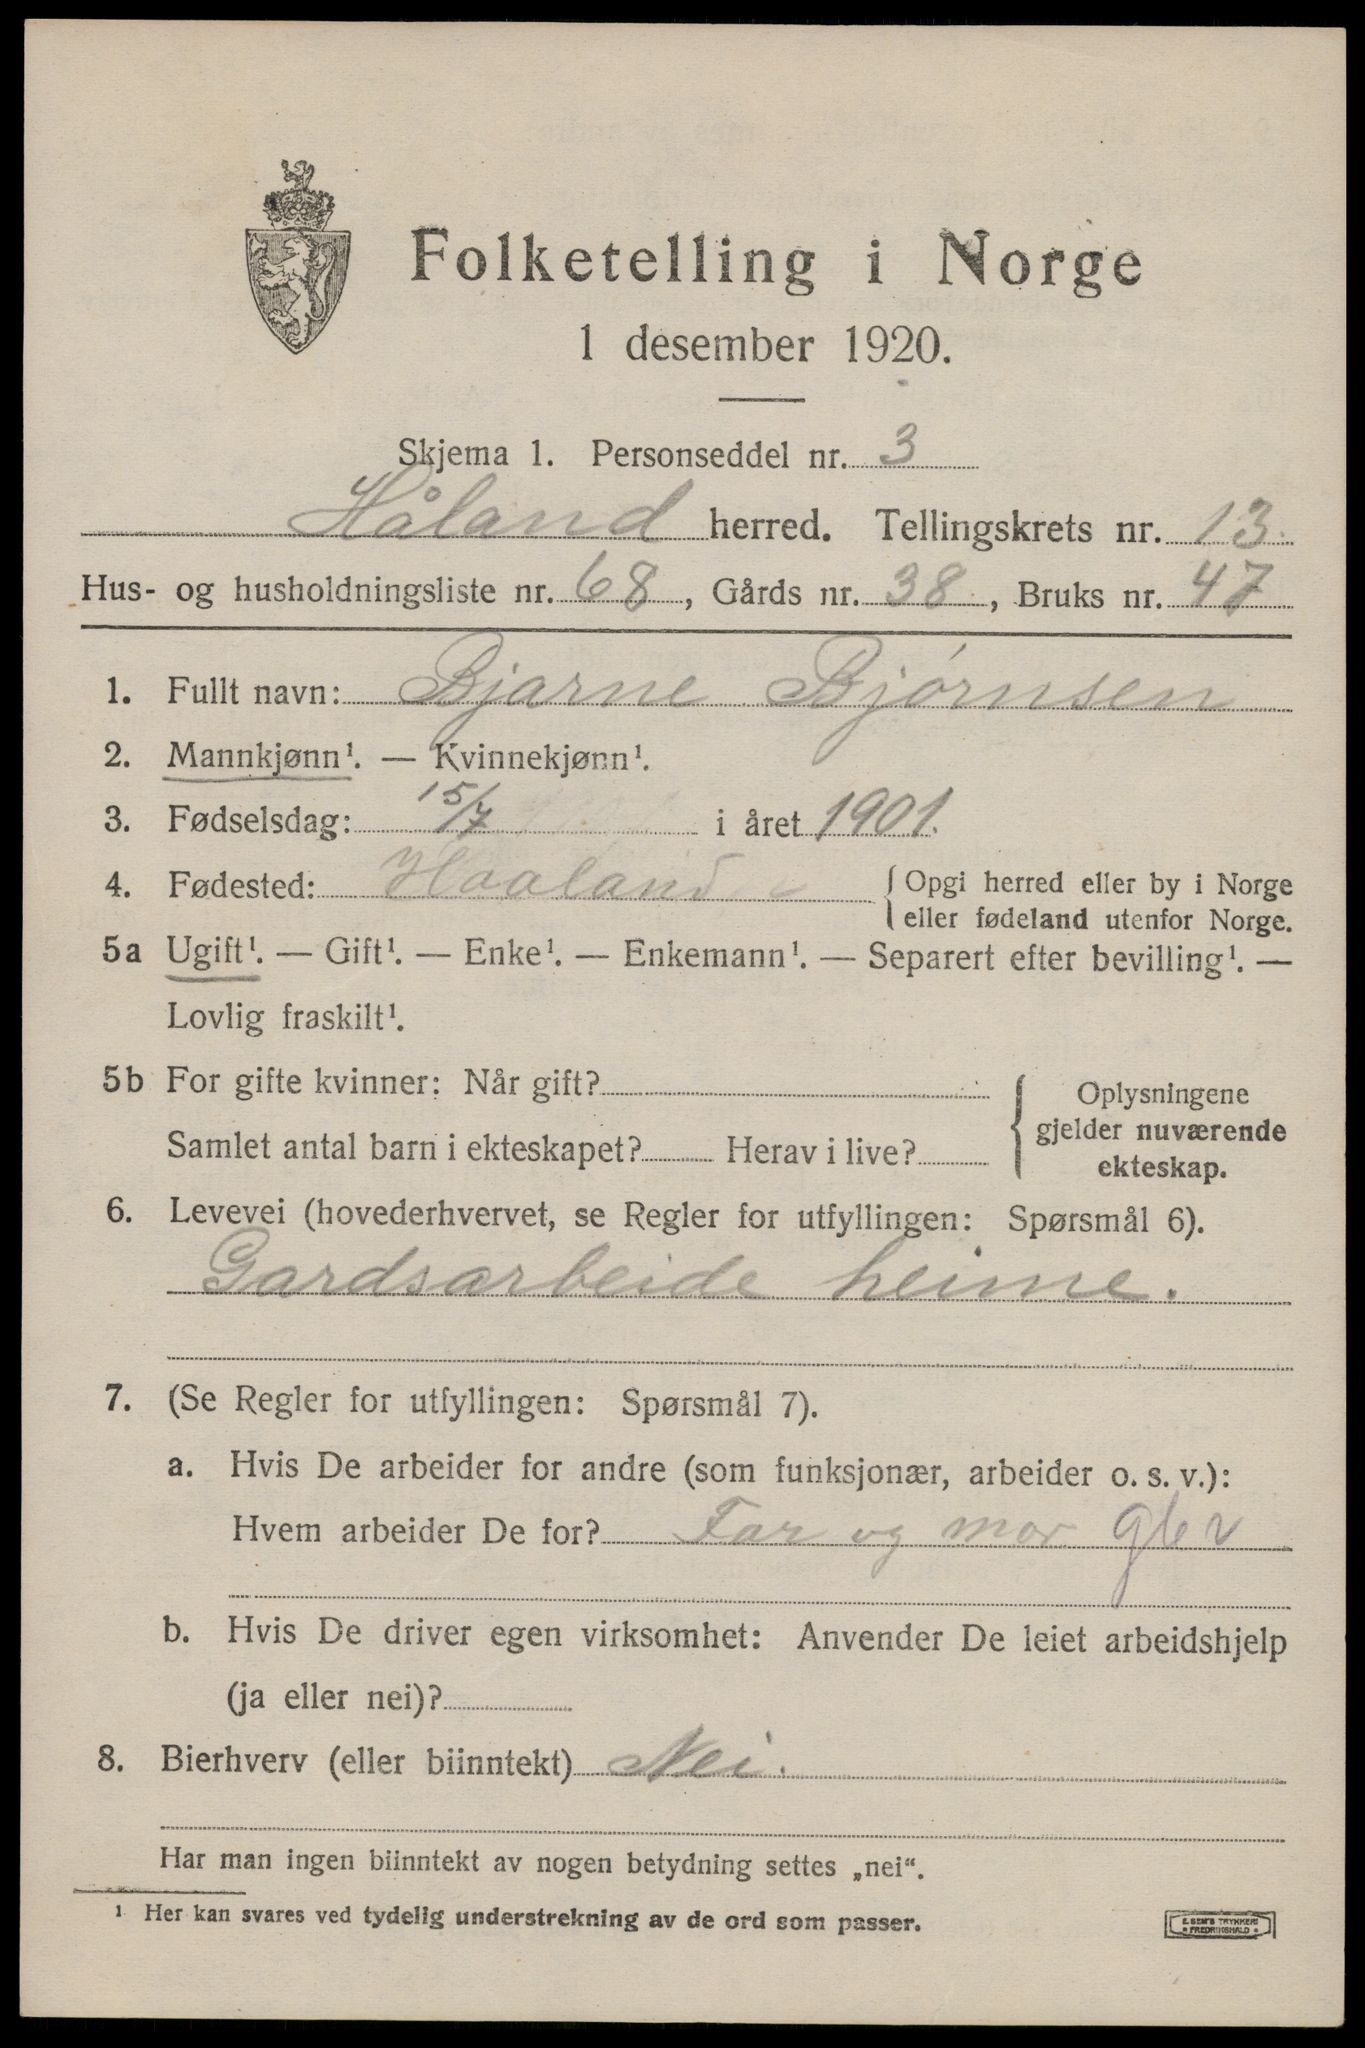 Folketelling i Norge
1 desember 1920.
Skjema 1. Personseddel nr. 3
Håland herred. Tellingskrets nr. 13.
Hus- og husholdningsliste nr. 68, Gårds nr. 38, Bruks nr. 47
1. Fullt navn: Bjarne Bjørnsen
2. Mannkjønn¹. — Kvinnekjønn¹.
3. Fødselsdag: 15/7 i året 1901.
4. Fødested: Haaland { Opgi herred eller by i Norge
eller fødeland utenfor Norge.
5a Ugift¹. — Gift¹. — Enke¹. — Enkemann¹. — Separert efter bevilling¹. —
Lovlig fraskilt¹.
5b For gifte kvinner: Når gift? { Oplysningene
gjelder nuværende
ekteskap.
Samlet antal barn i ekteskapet? Herav i live?
6. Levevei (hovederhvervet, se Regler for utfyllingen: Spørsmål 6).
Gardsarbeide heime.
7. (Se Regler for utfyllingen: Spørsmål 7).
a. Hvis De arbeider for andre (som funksjonær, arbeider o. s. v.):
Hvem arbeider De for? Far og mor
b. Hvis De driver egen virksomhet: Anvender De leiet arbeidshjelp
(ja eller nei)?
8. Bierhverv (eller biinntekt) Nei.
Har man ingen biinntekt av nogen betydning settes „nei“.
¹ Her kan svares ved tydelig understrekning av de ord som passer.
E. SEM'S TRYKKERI
FREDRIKSHALD